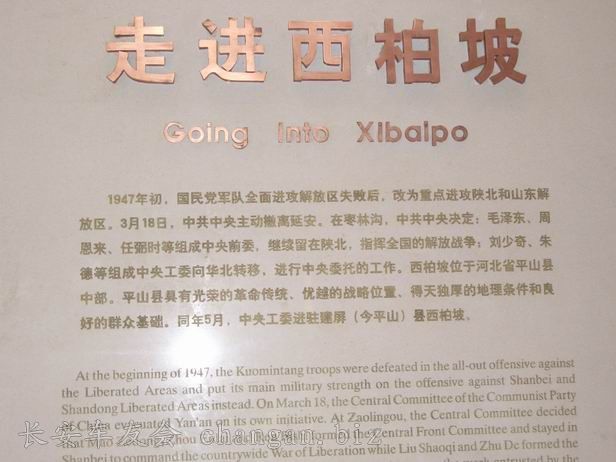 走进西柏坡
Going Into Xibaipo
1947年初，国民党军队全面进攻解放区失败后，改为重点进攻陕北和山东解
放区。3月18日，中共中央主动撤离延安。在枣林沟，中共中央决定：毛泽东、周
恩来、任弼时等组成中央前委，继续留在陕北，指挥全国的解放战争；刘少奇、朱
德等组成中央工委向华北转移，进行中央委托的工作。西柏坡位于河北省平山县
中部。平山县具有光荣的革命传统、优越的战略位置、得天独厚的地理条件和良
好的群众基础。同年5月，中央工委进驻建屏（今平山）县西柏坡。
At the beginning of 1947, the Kuomintang troops were defeated in the all-out offensive against
the Liberated Areas and put its main military strength on the offensive against Shanbei and
Shandong Liberated Areas instead. On March 18, the Central Committee of the Communist Party
of China evacuated Yan'an on its own initiative. At Zaolingou, the Central Committee decided
formed the Central Front Committee and stayed in
长安车友会 changan.biz
Shanbei to command the countrywide War of Liberation while Liu Shaoqi and Zhu De formed the